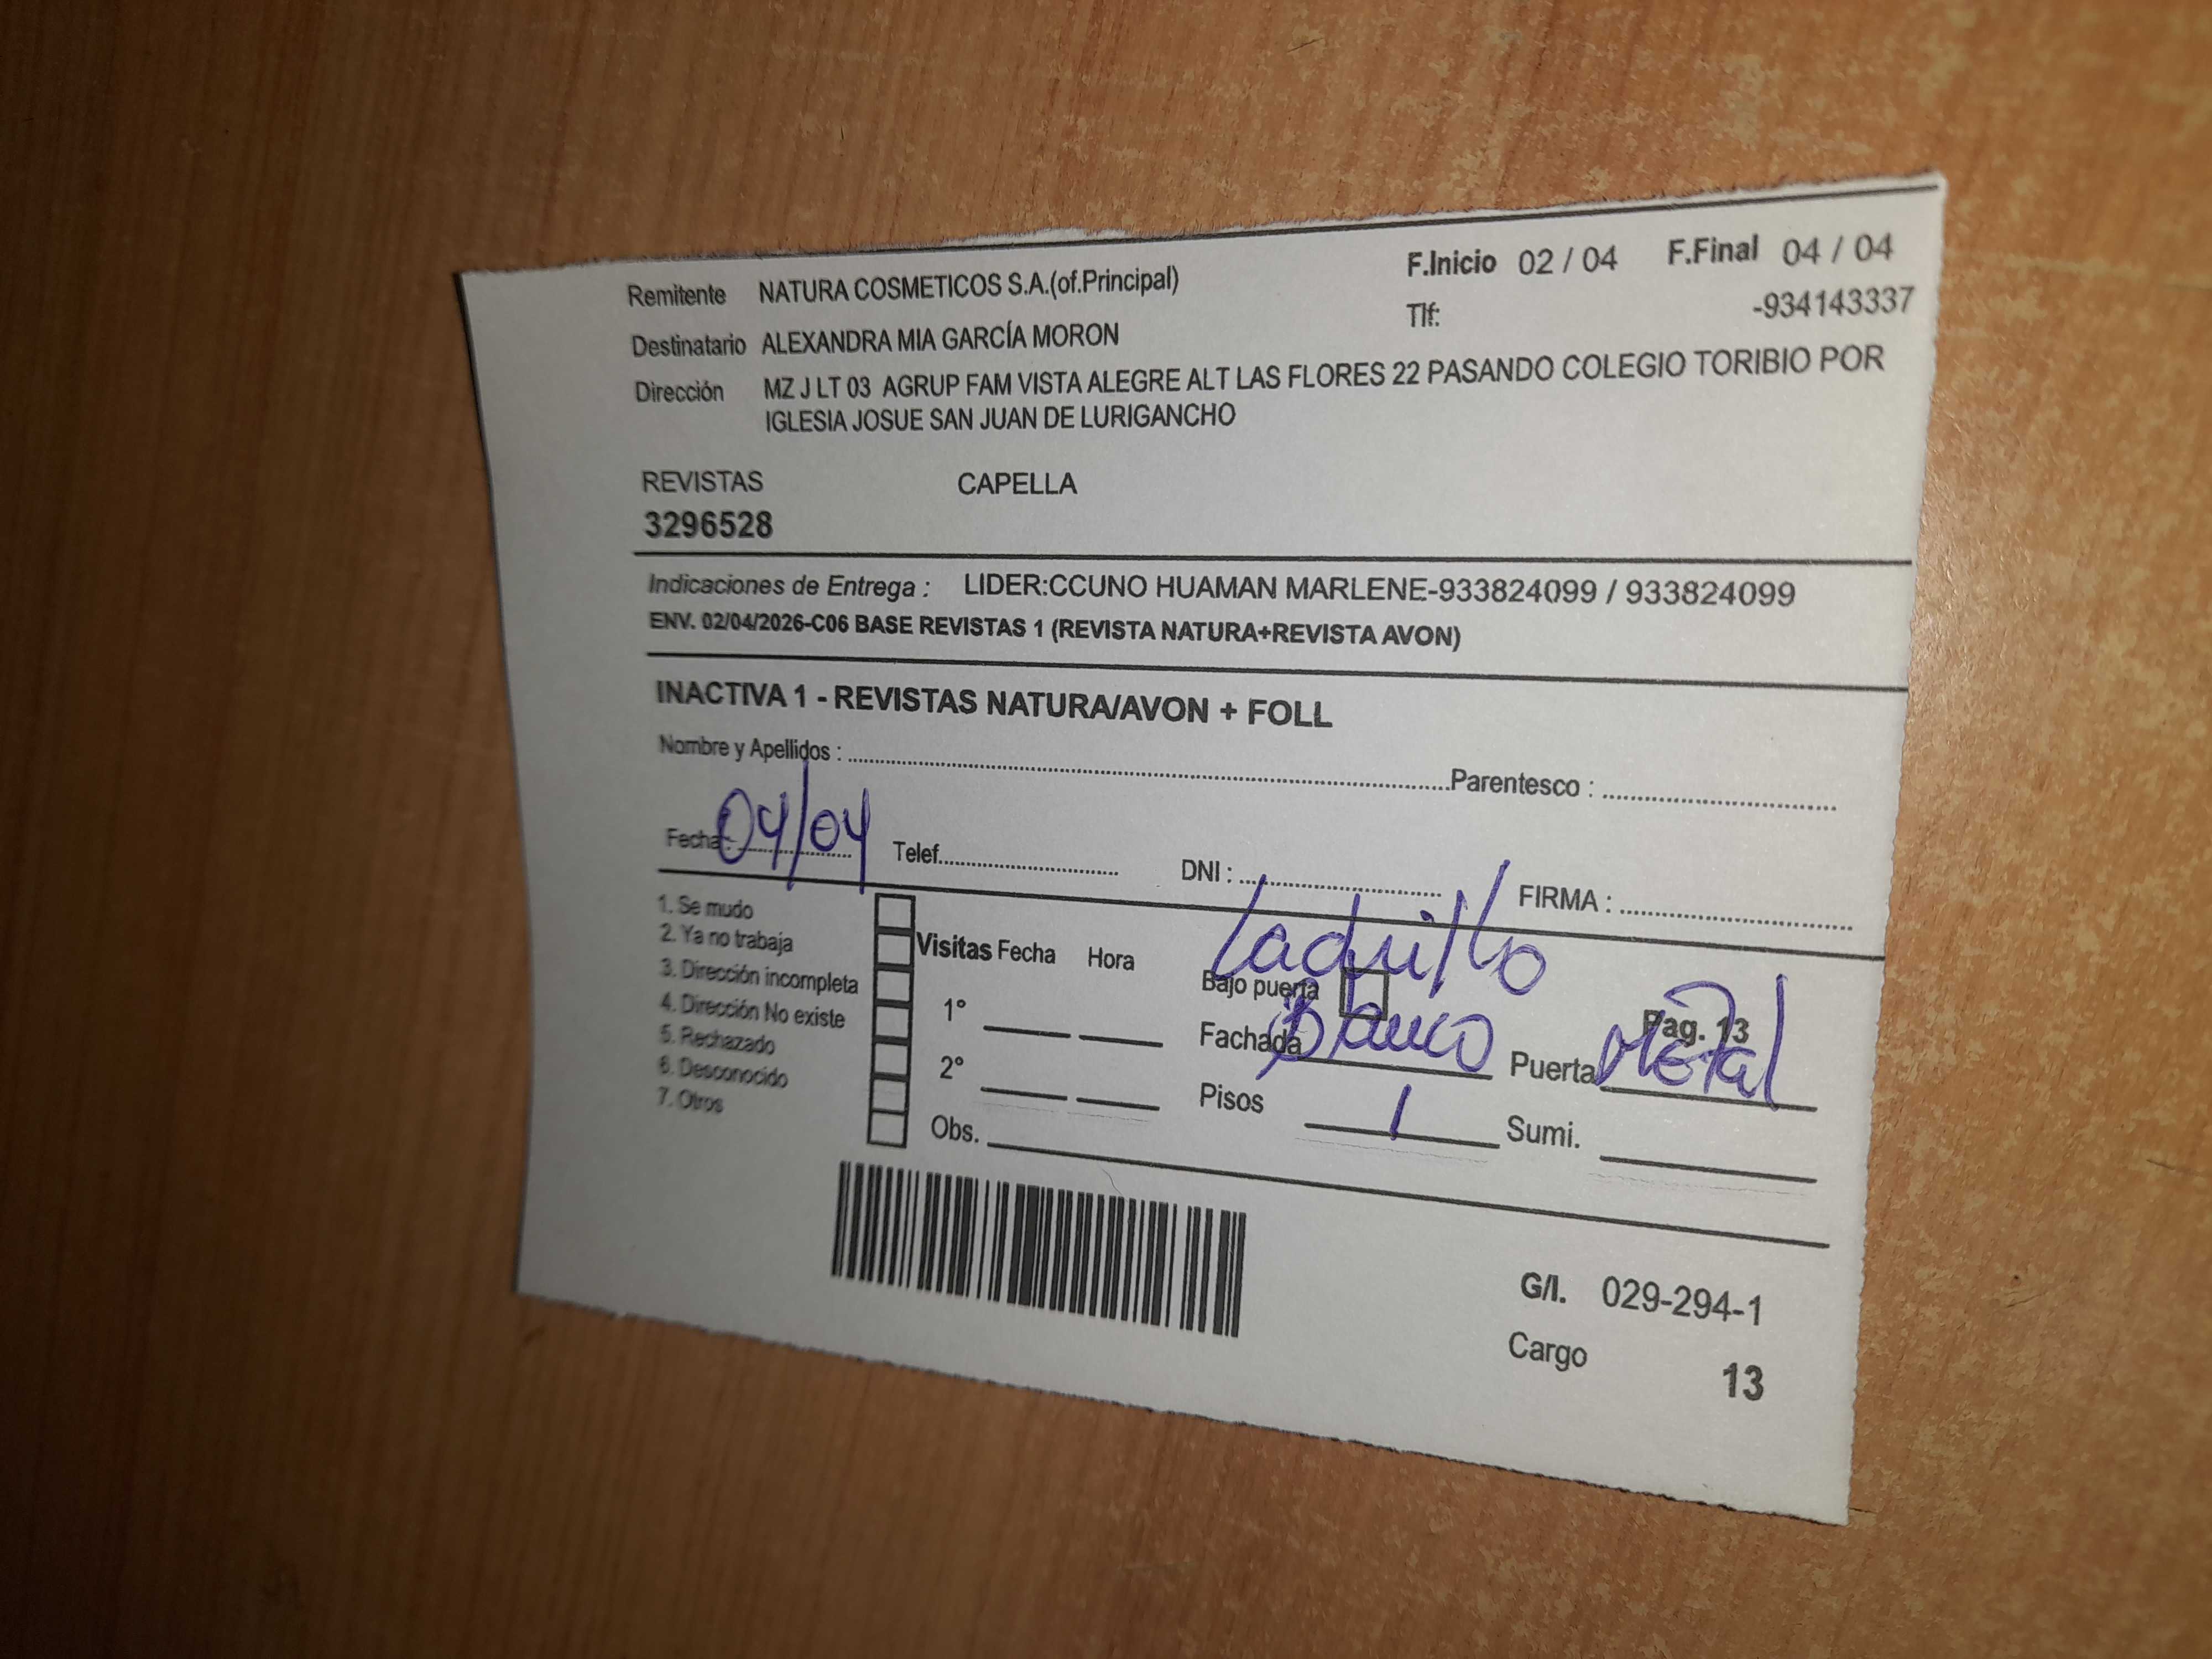 Remitente NATURA COSMETICOS S.A.(of.Principal) F.Inicio 02 / 04 F.Final 04 / 04
Tlf: -934143337
Destinatario ALEXANDRA MIA GARCÍA MORON
Dirección MZ J LT 03 AGRUP FAM VISTA ALEGRE ALT LAS FLORES 22 PASANDO COLEGIO TORIBIO POR
IGLESIA JOSUE SAN JUAN DE LURIGANCHO
REVISTAS CAPELLA
3296528
Indicaciones de Entrega : LIDER:CCUNO HUAMAN MARLENE-933824099 / 933824099
ENV. 02/04/2026-C06 BASE REVISTAS 1 (REVISTA NATURA+REVISTA AVON)
INACTIVA 1 - REVISTAS NATURA/AVON + FOLL
Nombre y Apellidos : Parentesco :
Fecha : 04/04 Telef. DNI : FIRMA :
1. Se mudo
2. Ya no trabaja
3. Dirección incompleta
4. Dirección No existe
5. Rechazado
6. Desconocido
7. Otros
Visitas Fecha Hora
1°
2°
Obs.
Ladrillo
Bajo puerta Pag. 13
Fachada Blanco Puerta Metal
Pisos 1 Sumi.
G/I. 029-294-1
Cargo 13